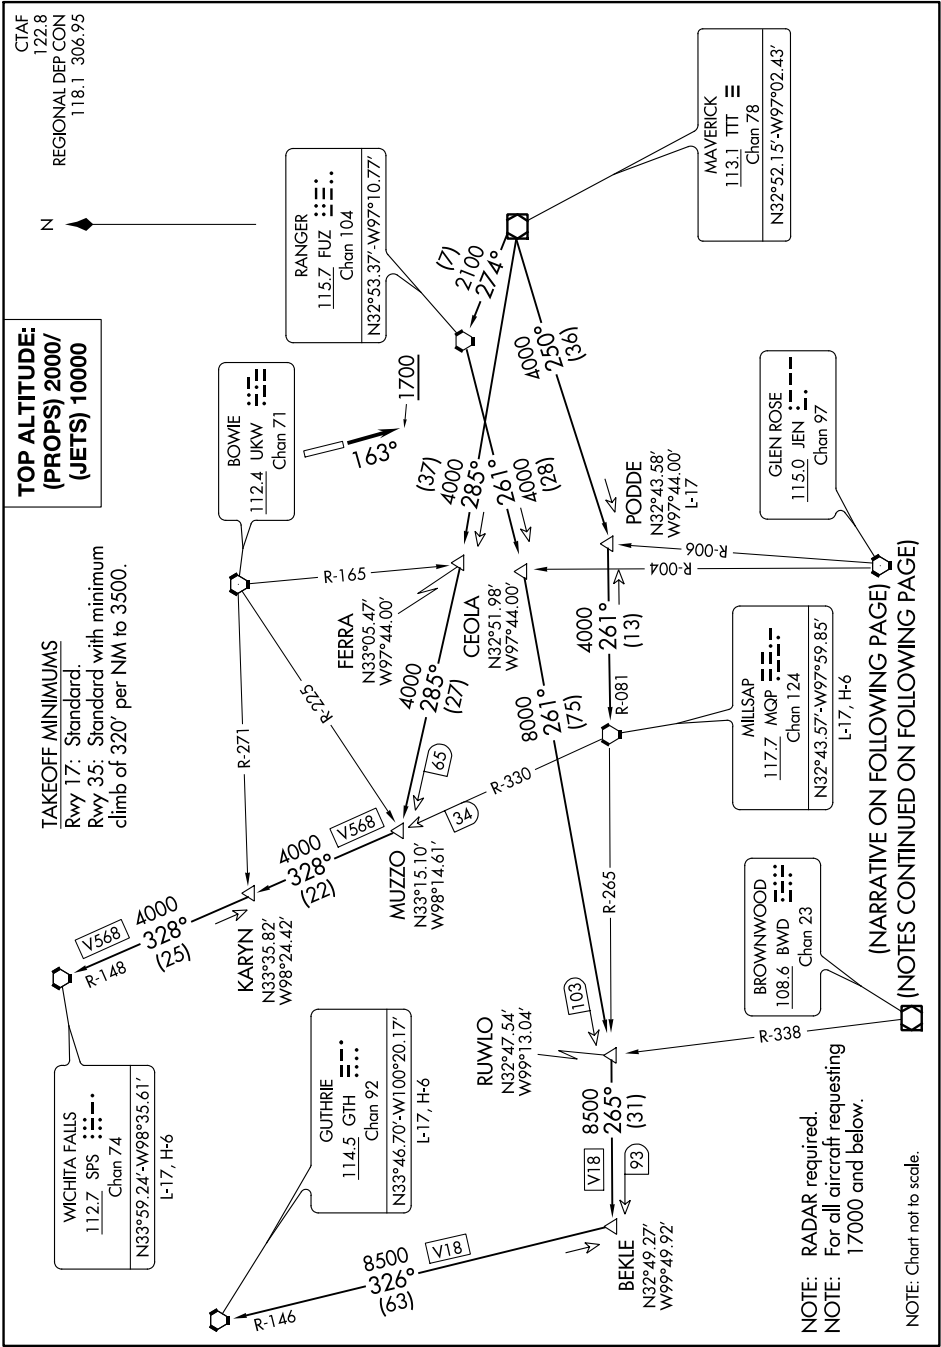 CTAF
122.8
REGIONAL DEP CON
118.1 306.95
N
TOP ALTITUDE:
(PROPS) 2000/
(JETS) 10000
TAKEOFF MINIMUMS
Rwy 17: Standard.
Rwy 35: Standard with minimum
climb of 320' per NM to 3500.
WICHITA FALLS
112.7 SPS
Chan 74
N33°59.24'-W98°35.61'
L-17, H-6
V568
4000
328°
(25)
R-148
KARYN
N33°35.82'
W98°24.42'
4000
328°
(22)
V568
R-271
R-225
R-165
BOWIE
112.4 UKW
Chan 71
163°
1700
RANGER
115.7 FUZ
Chan 104
N32°53.37'-W97°10.77'
MAVERICK
113.1 TTT
Chan 78
N32°52.15'-W97°02.43'
(7)
2100
274°
(37)
4000
285°
261°
4000
(28)
4000
250°
(36)
FERRA
N33°05.47'
W97°44.00'
4000
285°
(27)
65
MUZZO
N33°15.10'
W98°14.61'
34
R-330
CEOLA
N32°51.98'
W97°44.00'
8000
261°
(75)
PODDE
N32°43.58'
W97°44.00'
L-17
4000
261°
(13)
R-081
R-004
R-006
GLEN ROSE
115.0 JEN
Chan 97
MILLSAP
117.7 MQP
Chan 124
N32°43.57'-W97°59.85'
L-17, H-6
R-265
GUTHRIE
114.5 GTH
Chan 92
N33°46.70'-W100°20.17'
L-17, H-6
RUWLO
N32°47.54'
W99°13.04'
103
8500
265°
(31)
V18
93
BEKLE
N32°49.27'
W99°49.92'
8500
326°
(63)
V18
R-146
BROWNWOOD
108.6 BWD
Chan 23
R-338
(NARRATIVE ON FOLLOWING PAGE)
(NOTES CONTINUED ON FOLLOWING PAGE)
NOTE: RADAR required.
NOTE: For all aircraft requesting
17000 and below.
NOTE: Chart not to scale.